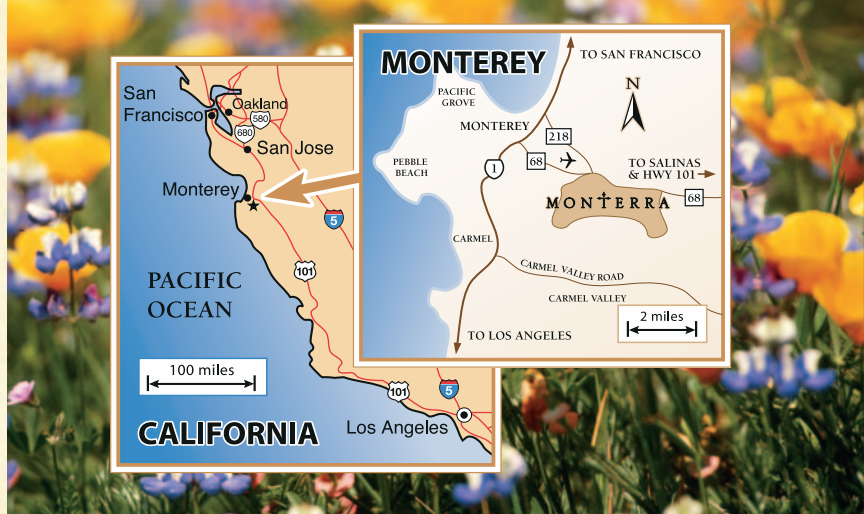 San
Francisco
Oakland
580
680
San Jose
Monterey
5
101
PACIFIC
OCEAN
100 miles
101
5
Los Angeles
CALIFORNIA
MONTEREY
TO SAN FRANCISCO
N
PACIFIC
GROVE
MONTEREY
218
68
1
PEBBLE
BEACH
TO SALINAS
& HWY 101
MONTERRA
68
CARMEL
CARMEL VALLEY ROAD
CARMEL VALLEY
2 miles
TO LOS ANGELES